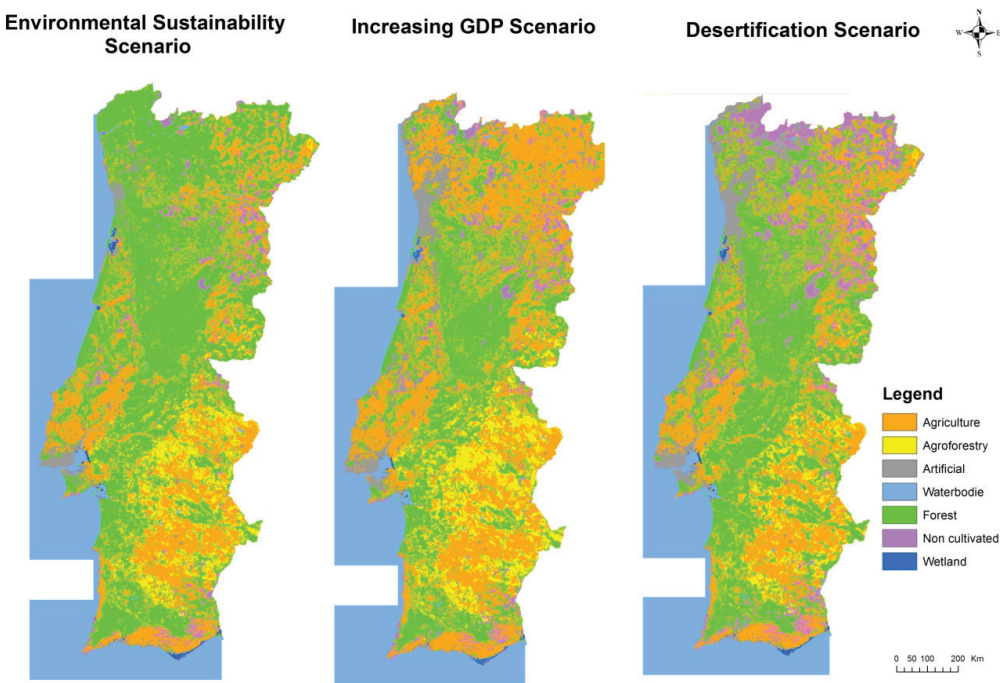 Environmental Sustainability
Scenario
Increasing GDP Scenario
Desertification Scenario
N
W E
S
Legend
Agriculture
Agroforestry
Artificial
Waterbodie
Forest
Non cultivated
Wetland
0 50 100 200 Km